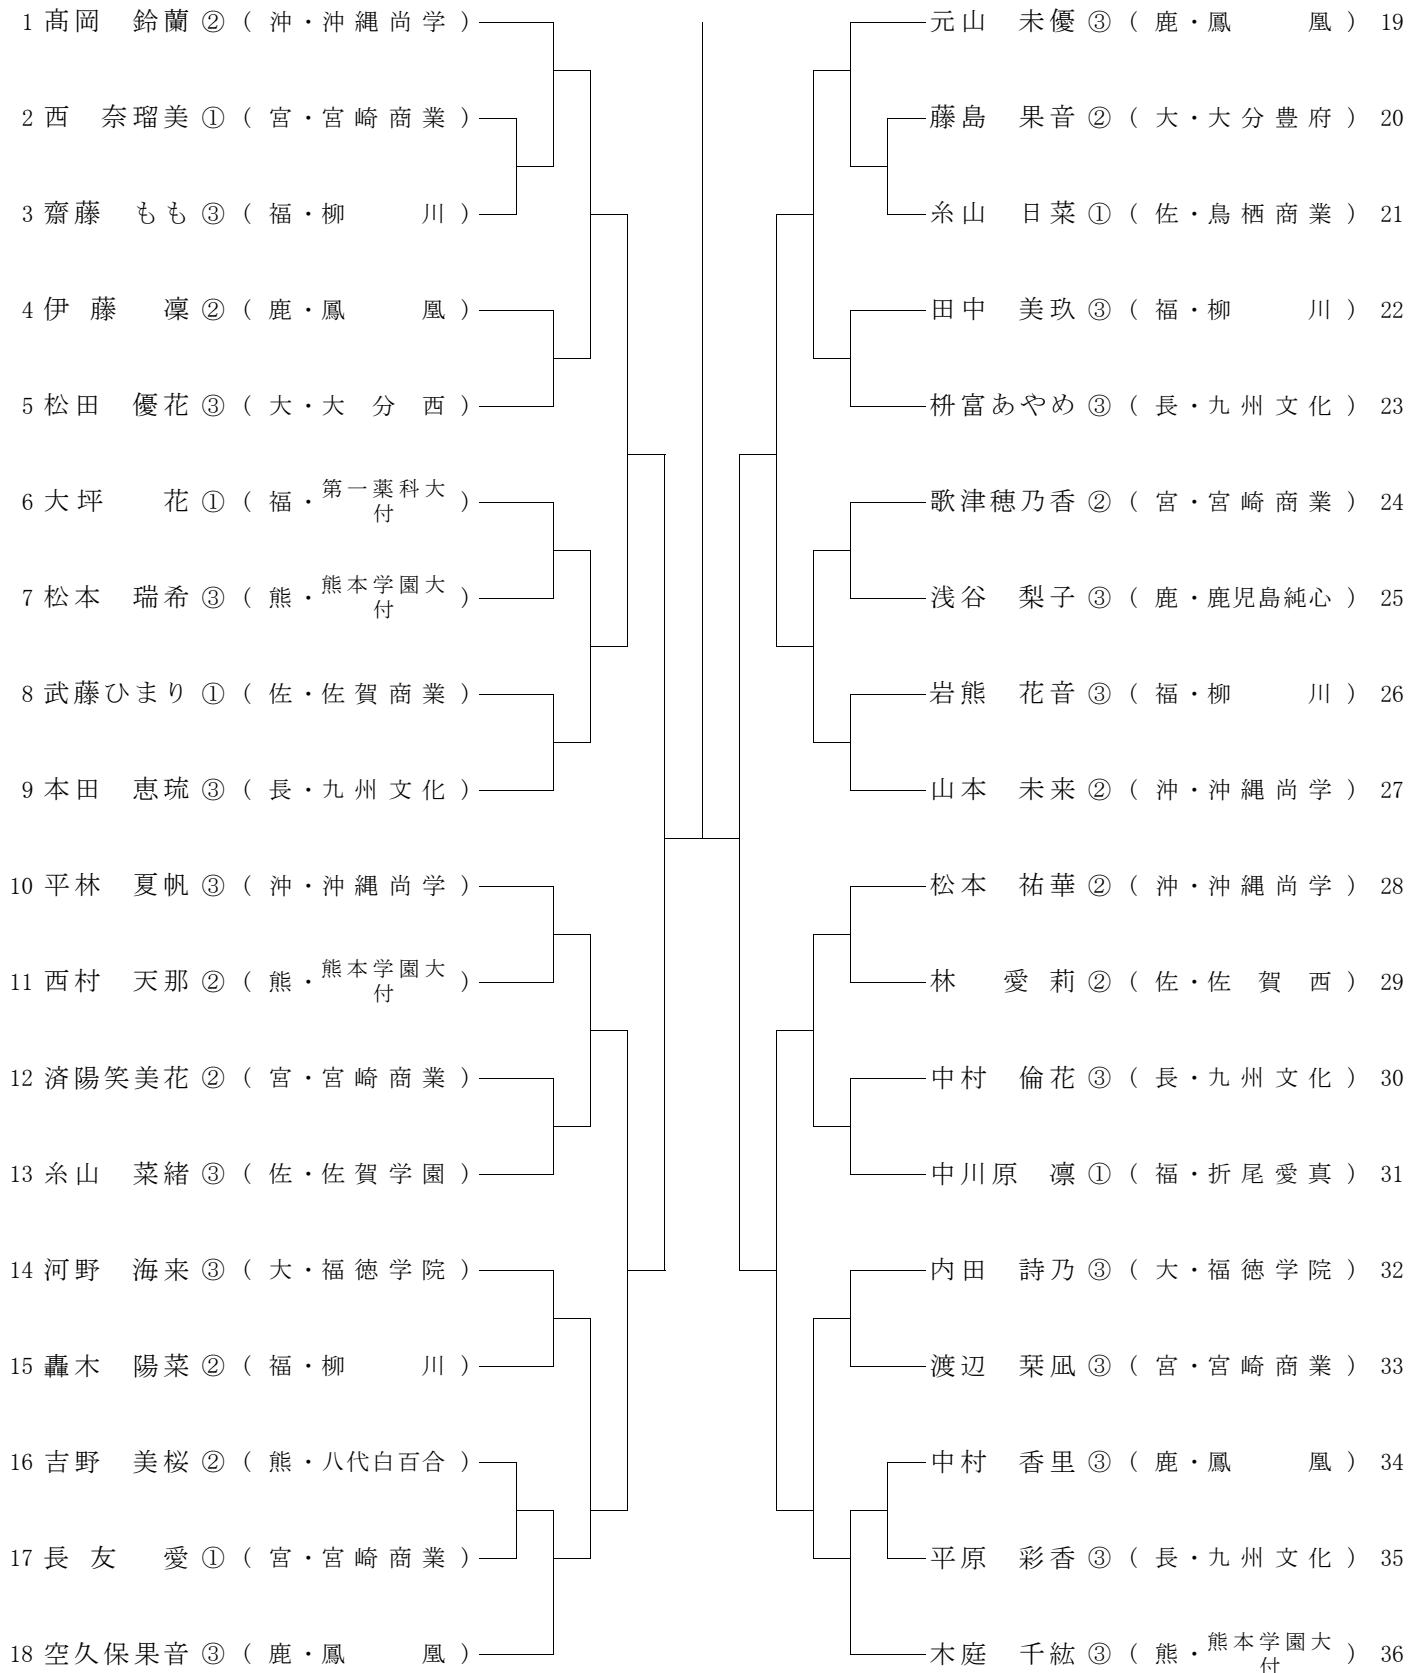 1 髙岡 鈴蘭 ② ( 沖・沖縄尚学 )
2 西 奈瑠美 ① ( 宮・宮崎商業 )
3 齋藤 もも ③ ( 福・柳 川 )
4 伊藤 凜 ② ( 鹿・鳳 凰 )
5 松田 優花 ③ ( 大・大分西 )
6 大坪 花 ① ( 福・第一薬科大付 )
7 松本 瑞希 ③ ( 熊・熊本学園大付 )
8 武藤ひまり ① ( 佐・佐賀商業 )
9 本田 恵琉 ③ ( 長・九州文化 )
10 平林 夏帆 ③ ( 沖・沖縄尚学 )
11 西村 天那 ② ( 熊・熊本学園大付 )
12 済陽笑美花 ② ( 宮・宮崎商業 )
13 糸山 菜緒 ③ ( 佐・佐賀学園 )
14 河野 海来 ③ ( 大・福徳学院 )
15 轟木 陽菜 ② ( 福・柳 川 )
16 吉野 美桜 ② ( 熊・八代白百合 )
17 長友 愛 ① ( 宮・宮崎商業 )
18 空久保果音 ③ ( 鹿・鳳 凰 )
元山 未優 ③ ( 鹿・鳳 凰 ) 19
藤島 果音 ② ( 大・大分豊府 ) 20
糸山 日菜 ① ( 佐・鳥栖商業 ) 21
田中 美玖 ③ ( 福・柳 川 ) 22
枡富あやめ ③ ( 長・九州文化 ) 23
歌津穂乃香 ② ( 宮・宮崎商業 ) 24
浅谷 梨子 ③ ( 鹿・鹿児島純心 ) 25
岩熊 花音 ③ ( 福・柳 川 ) 26
山本 未来 ② ( 沖・沖縄尚学 ) 27
松本 祐華 ② ( 沖・沖縄尚学 ) 28
林 愛莉 ② ( 佐・佐賀西 ) 29
中村 倫花 ③ ( 長・九州文化 ) 30
中川原 凛 ① ( 福・折尾愛真 ) 31
内田 詩乃 ③ ( 大・福徳学院 ) 32
渡辺 栞凪 ③ ( 宮・宮崎商業 ) 33
中村 香里 ③ ( 鹿・鳳 凰 ) 34
平原 彩香 ③ ( 長・九州文化 ) 35
木庭 千紘 ③ ( 熊・熊本学園大付 ) 36